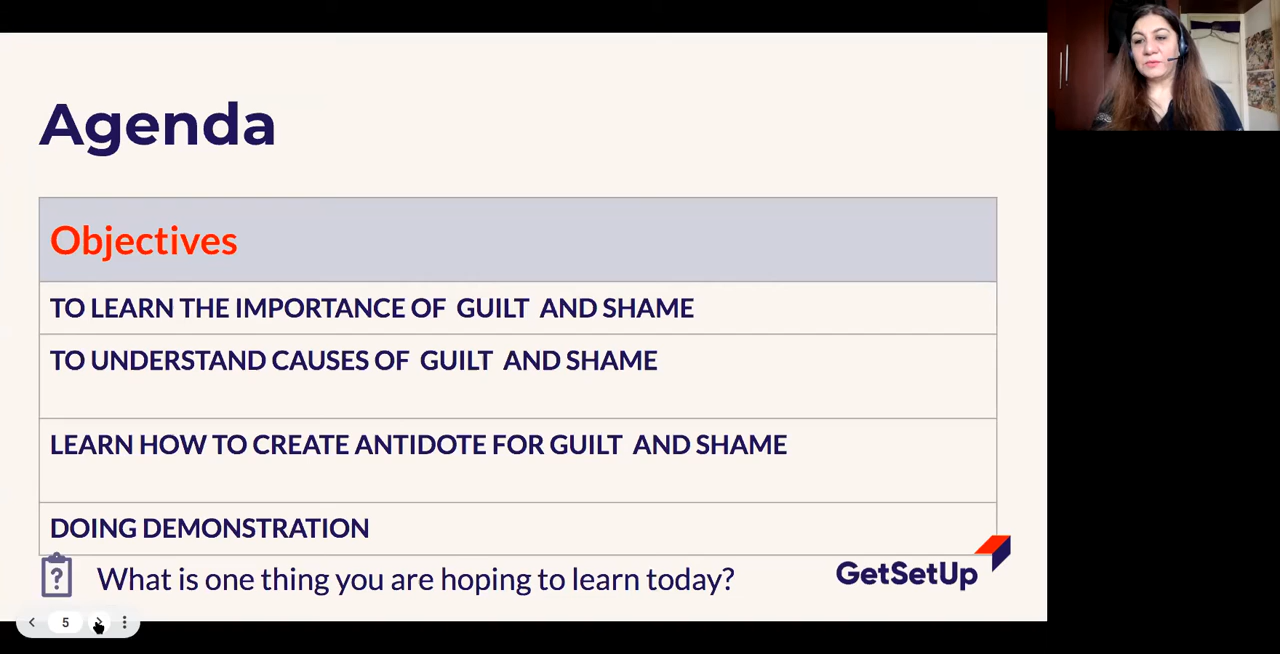 Agenda
Objectives
TO LEARN THE IMPORTANCE OF GUILT AND SHAME
TO UNDERSTAND CAUSES OF GUILT AND SHAME
LEARN HOW TO CREATE ANTIDOTE FOR GUILT AND SHAME
DOING DEMONSTRATION
What is one thing you are hoping to learn today?
GetSetUp
5